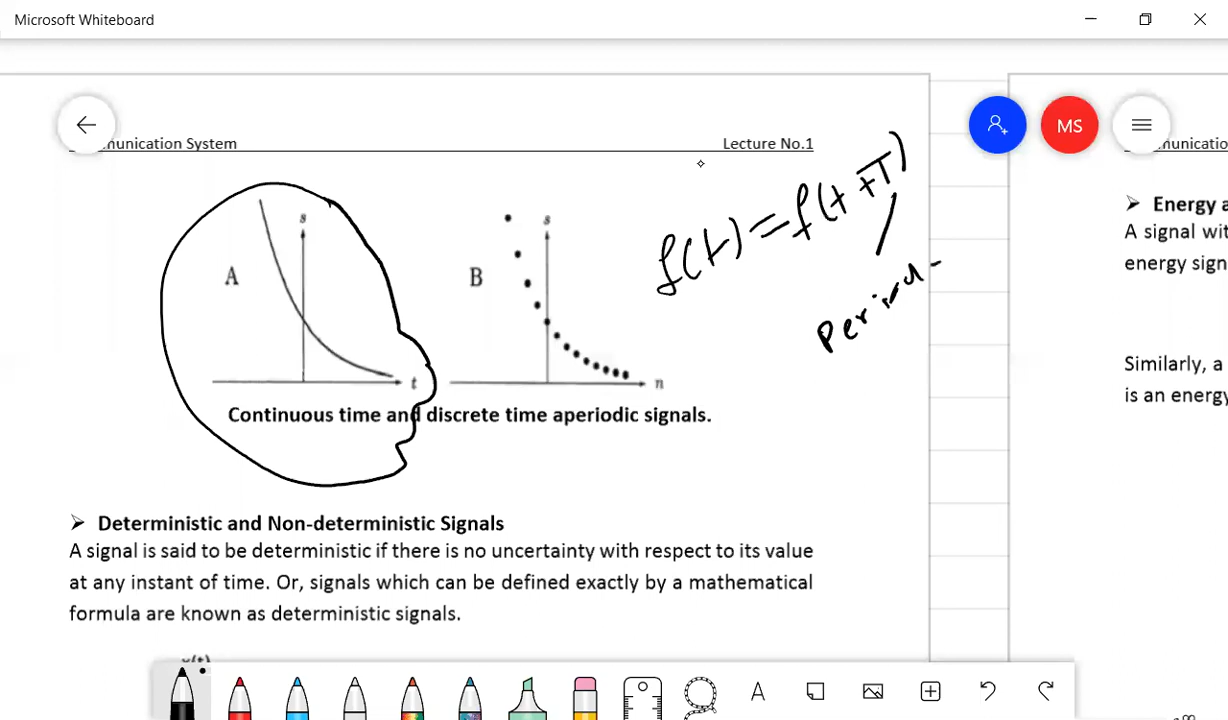 Microsoft Whiteboard
MS
unication System
Lecture No.1
f(t)=f(t+T)
s
s
A
B
t
n
Continuous time and discrete time aperiodic signals.
➢ Deterministic and Non-deterministic Signals
A signal is said to be deterministic if there is no uncertainty with respect to its value
at any instant of time. Or, signals which can be defined exactly by a mathematical
formula are known as deterministic signals.
unicatio
➢ Energy a
A signal wit
energy sign
Similarly, a
is an energy
A